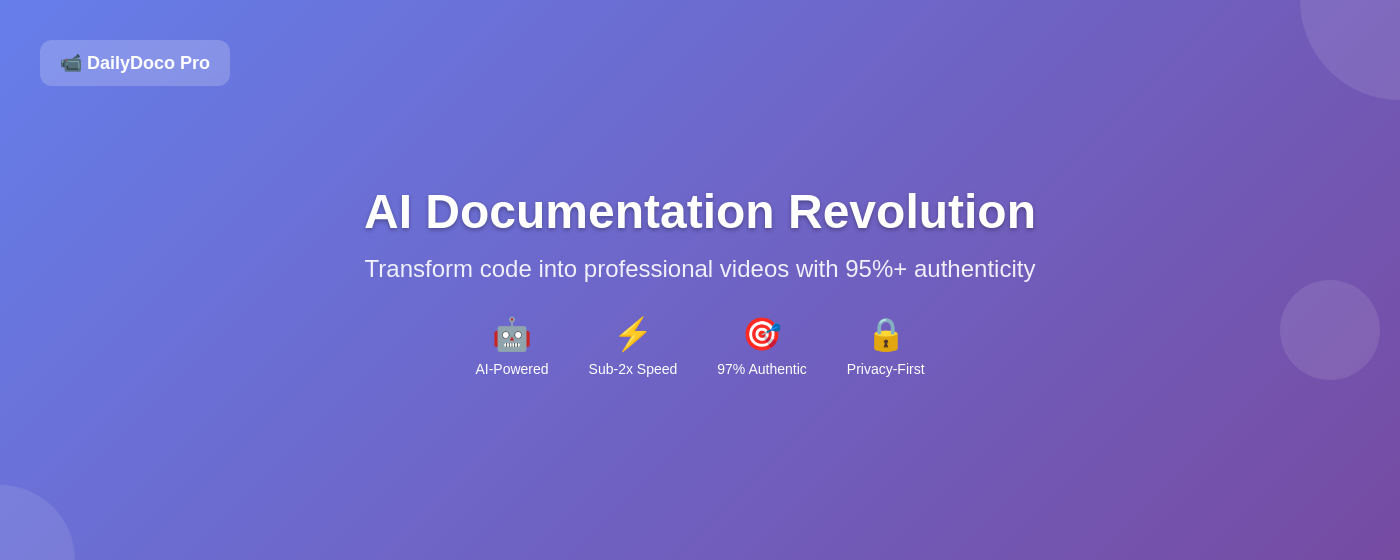 📹 DailyDoco Pro
AI Documentation Revolution
Transform code into professional videos with 95%+ authenticity
AI-Powered
Sub-2x Speed
97% Authentic
Privacy-First